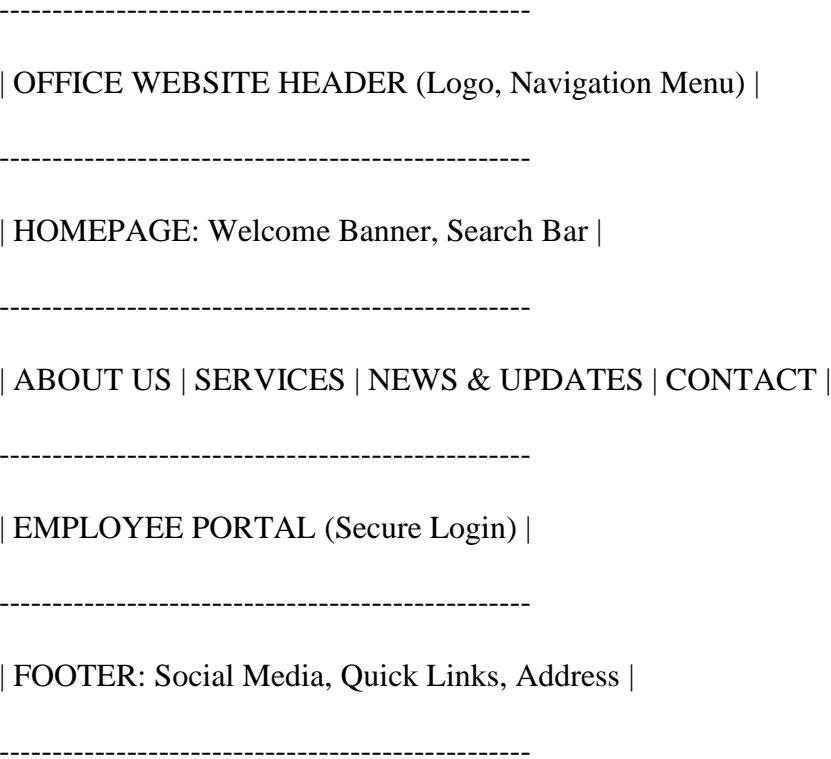 --------------------------------------------------
| OFFICE WEBSITE HEADER (Logo, Navigation Menu) |
--------------------------------------------------
| HOMEPAGE: Welcome Banner, Search Bar |
--------------------------------------------------
| ABOUT US | SERVICES | NEWS & UPDATES | CONTACT |
--------------------------------------------------
| EMPLOYEE PORTAL (Secure Login) |
--------------------------------------------------
| FOOTER: Social Media, Quick Links, Address |
--------------------------------------------------